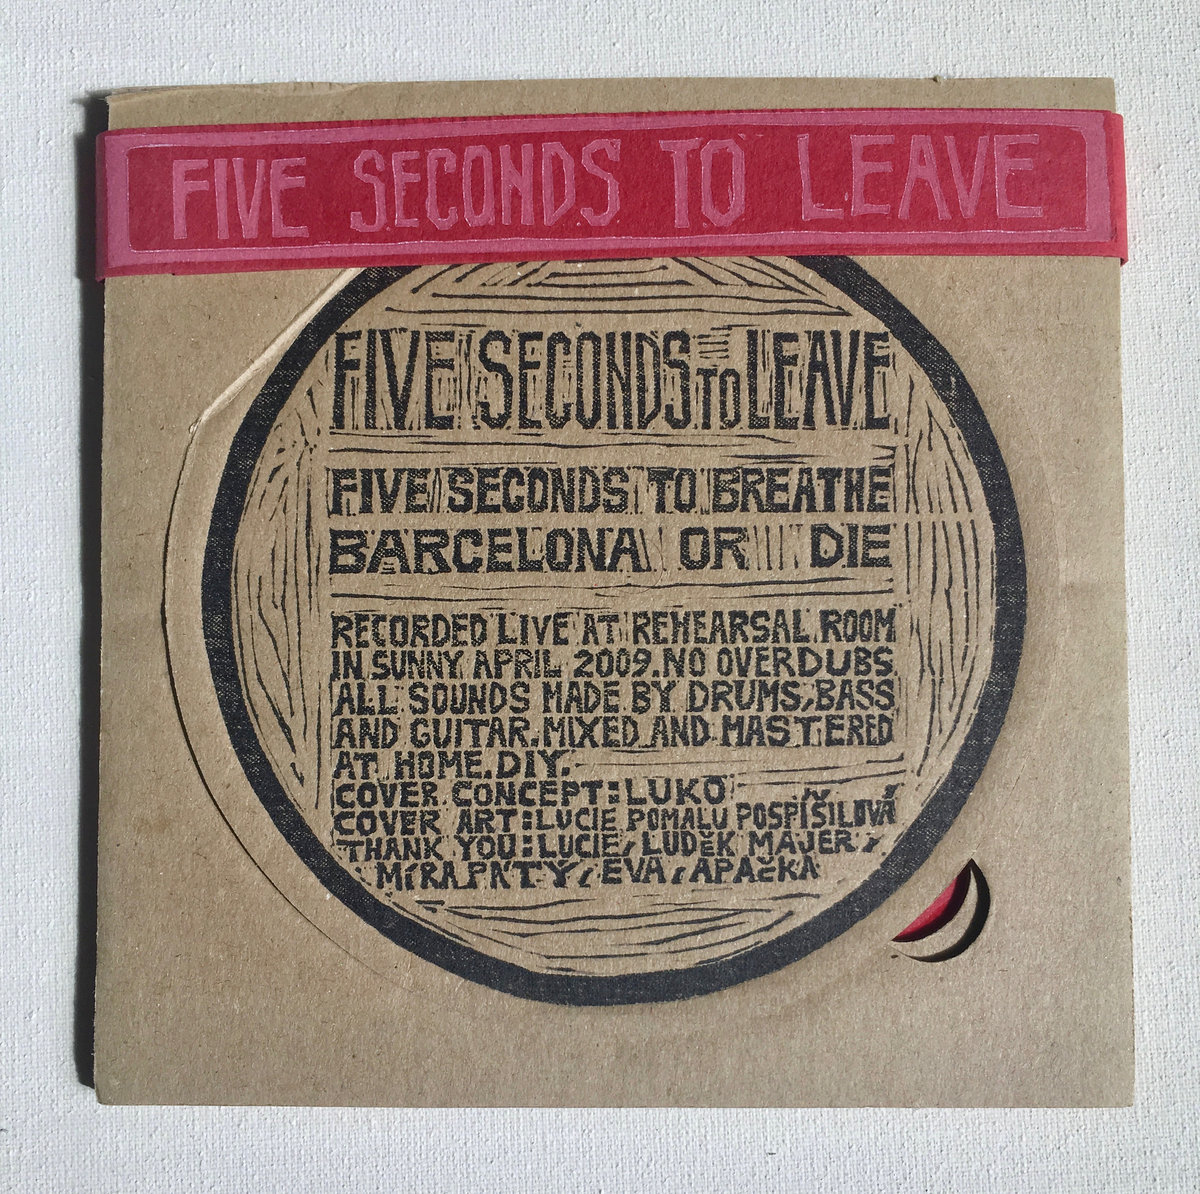 FIVE SECONDS TO LEAVE
FIVE SECONDS TO LEAVE
FIVE SECONDS TO BREATHE
BARCELONA OR DIE
RECORDED LIVE AT REHEARSAL ROOM
IN SUNNY APRIL 2009. NO OVERDUBS
ALL SOUNDS MADE BY DRUMS, BASS
AND GUITAR. MIXED AND MASTERED
AT HOME. DIY.
COVER CONCEPT: LUKO
COVER ART: LUCIE POMALU POSPÍŠILOVÁ
THANK YOU: LUCIE, LUDĚK MAJER,
MÍRA PATY, EVA, APAČKA